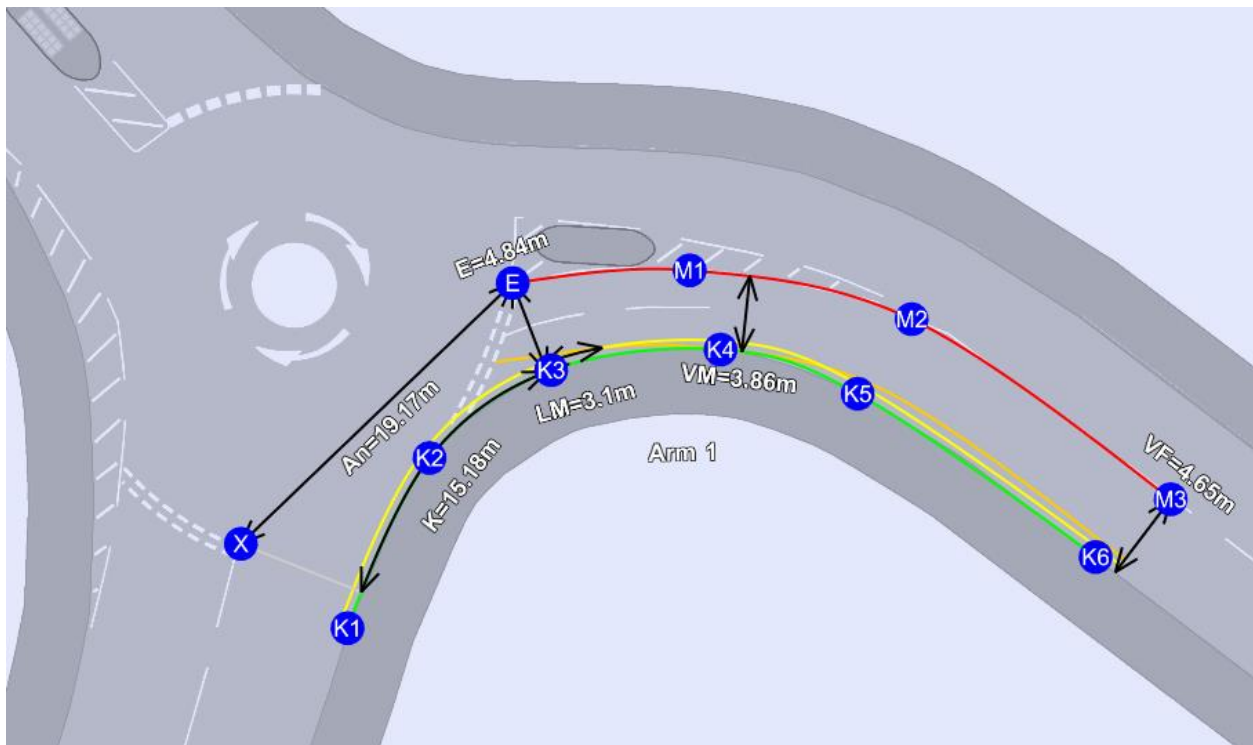 E=4.84m
E
M1
M2
K3
K4
VM=3.86m
K5
LM=3.1m
An=19.17m
K2
K=15.18m
Arm 1
VF=4.65m
M3
X
K6
K1